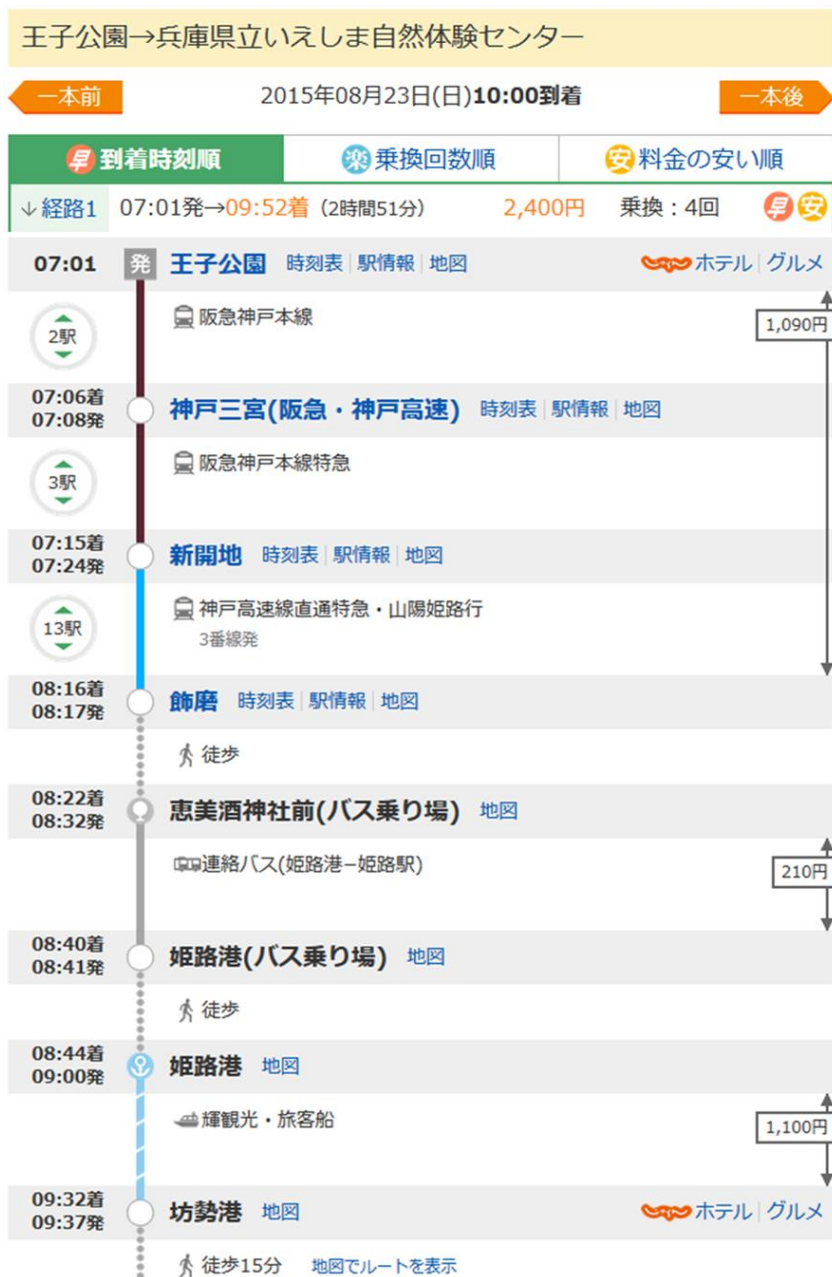 王子公園→兵庫県立いえしま自然体験センター
一本前 2015年08月23日(日)10:00到着 一本後
早 到着時刻順 楽 乗換回数順 安 料金の安い順
↓経路1 07:01発→09:52着 (2時間51分) 2,400円 乗換：4回 早 安
07:01 発 王子公園 時刻表 | 駅情報 | 地図 ホテル | グルメ
阪急神戸本線 1,090円
2駅
07:06着
07:08発 神戸三宮(阪急・神戸高速) 時刻表 | 駅情報 | 地図
阪急神戸本線特急
3駅
07:15着
07:24発 新開地 時刻表 | 駅情報 | 地図
神戸高速線直通特急・山陽姫路行
13駅 3番線発
08:16着
08:17発 飾磨 時刻表 | 駅情報 | 地図
徒歩
08:22着
08:32発 恵美酒神社前(バス乗り場) 地図
連絡バス(姫路港−姫路駅) 210円
08:40着
08:41発 姫路港(バス乗り場) 地図
徒歩
08:44着
09:00発 姫路港 地図
輝観光・旅客船 1,100円
09:32着
09:37発 坊勢港 地図 ホテル | グルメ
徒歩15分 地図でルートを表示